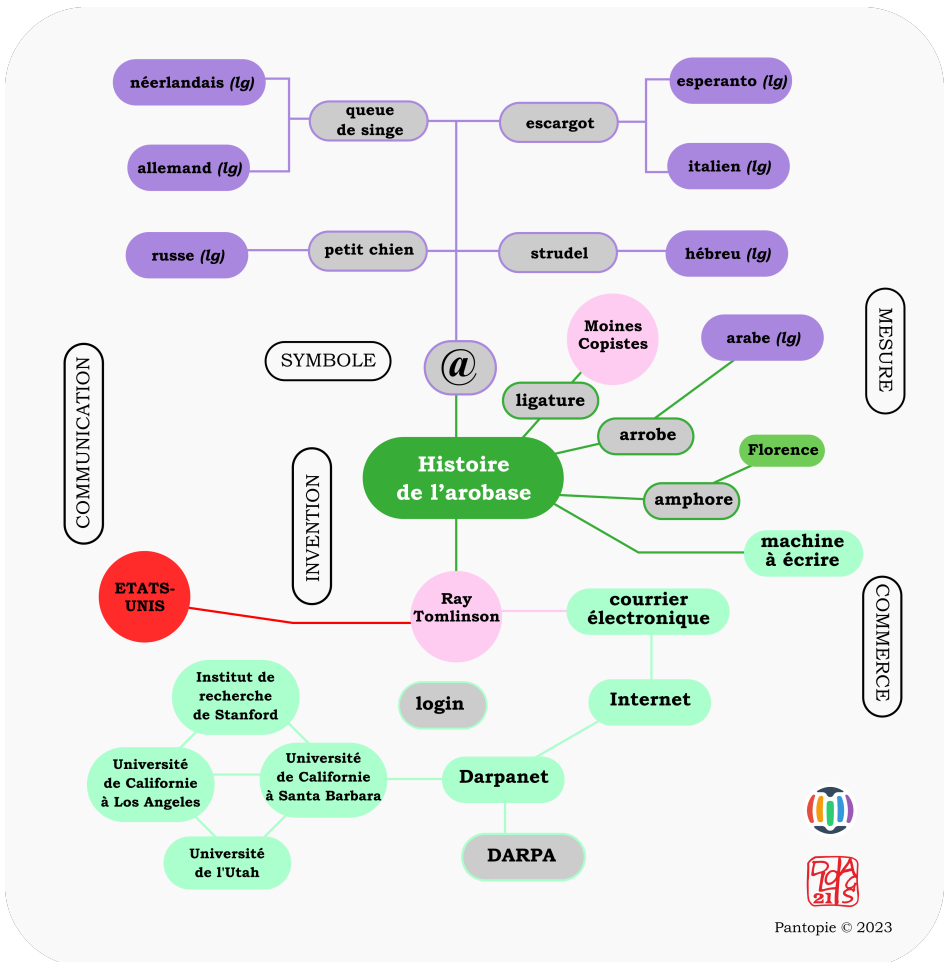 néerlandais (lg)
esperanto (lg)
queue
de singe
escargot
allemand (lg)
italien (lg)
russe (lg)
petit chien
strudel
hébreu (lg)
Moines
Copistes
arabe (lg)
MESURE
SYMBOLE
@
COMMUNICATION
ligature
arrobe
Histoire
de l’arobase
Florence
INVENTION
amphore
machine
à écrire
ETATS-
UNIS
Ray
Tomlinson
courrier
électronique
COMMERCE
Institut de
recherche
de Stanford
login
Internet
Université
de Californie
à Los Angeles
Université
de Californie
à Santa Barbara
Darpanet
Université
de l'Utah
DARPA
21
Pantopie © 2023